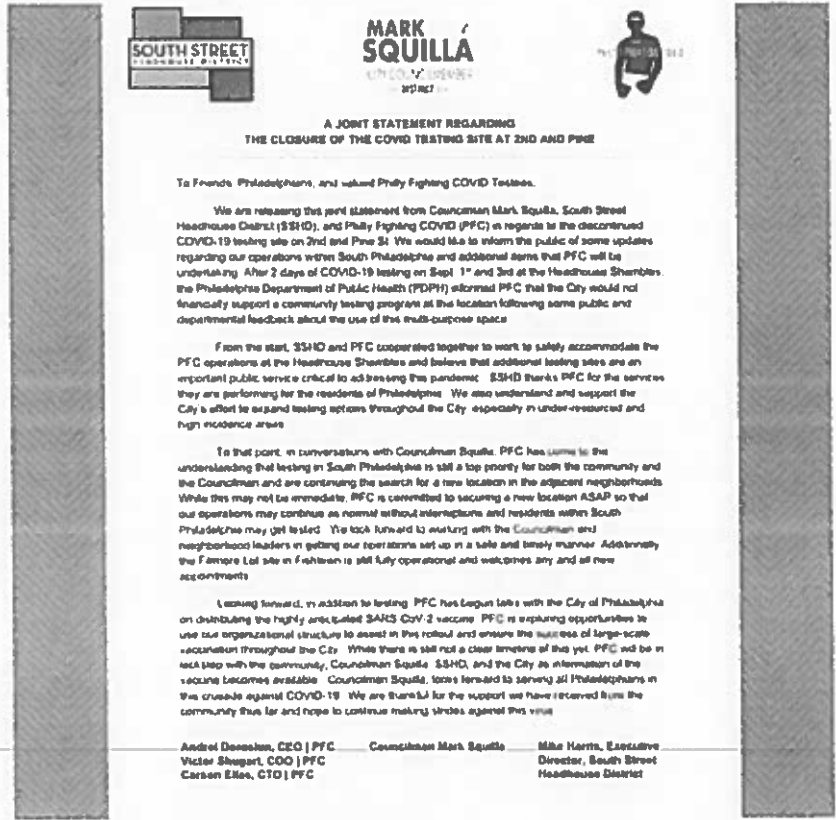 SOUTH STREET
HEADHOUSE DISTRICT
MARK
SQUILLA
CITY COUNCIL MEMBER
DISTRICT
A JOINT STATEMENT REGARDING
THE CLOSURE OF THE COVID TESTING SITE AT 2ND AND PINE
To Friends, Philadelphians, and valued Philly Fighting COVID Testees,
We are releasing this joint statement from Councilman Mark Squilla, South Street
Headhouse District (SSHD), and Philly Fighting COVID (PFC) in regards to the discontinued
COVID-19 testing site on 2nd and Pine St. We would like to inform the public of some updates
regarding our operations within South Philadelphia and additional items that PFC will be
undertaking. After 2 days of COVID-19 testing on Sept. 1st and 3rd at the Headhouse Shambles,
the Philadelphia Department of Public Health (PDPH) informed PFC that the City would not
financially support a community testing program at this location following some public and
departmental feedback about the use of this multi-purpose space.
From the start, SSHD and PFC cooperated together to work to safely accommodate the
PFC operations at the Headhouse Shambles and believe that additional testing sites are an
important public service critical to addressing this pandemic. SSHD thanks PFC for the services
they are performing for the residents of Philadelphia. We also understand and support the
City's effort to expand testing options throughout the City, especially in under-resourced and
high incidence areas.
To that point, in conversations with Councilman Squilla, PFC has come to the
understanding that testing in South Philadelphia is still a top priority for both the community and
the Councilman and are continuing the search for a new location in the adjacent neighborhoods.
While this may not be immediate, PFC is committed to securing a new location ASAP so that
our operations may continue as normal without interruptions and residents within South
Philadelphia may get tested. We look forward to working with the Councilman and
neighborhood leaders in getting our operations set up in a safe and timely manner. Additionally
the Fillmore Lot site in Fishtown is still fully operational and welcomes any and all new
appointments.
Looking forward, in addition to testing, PFC has begun talks with the City of Philadelphia
on distributing the highly anticipated SARS CoV-2 vaccine. PFC is exploring opportunities to
use our organizational structure to assist in this rollout and ensure the success of large-scale
vaccination throughout the City. While there is still not a clear timeline of this yet, PFC will be in
lock step with the community, Councilman Squilla, SSHD, and the City as information of the
vaccine becomes available. Councilman Squilla, looks forward to serving all Philadelphians in
this crusade against COVID-19. We are thankful for the support we have received from the
community thus far and hope to continue making strides against this virus.
Andrei Doroshin, CEO | PFC Councilman Mark Squilla Mike Harris, Executive
Victor Shugart, COO | PFC Director, South Street
Carson Elias, CTO | PFC Headhouse District